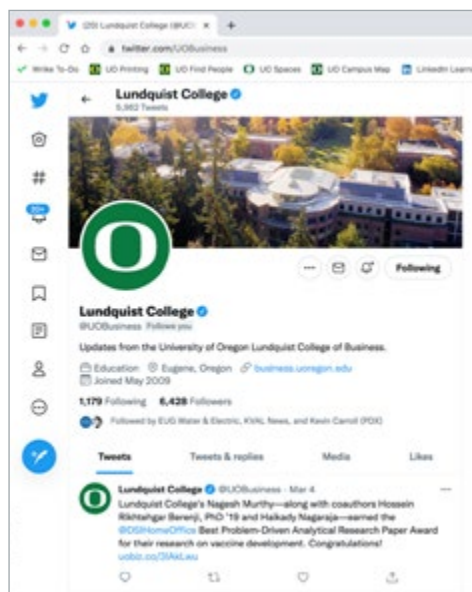 (20) Lundquist College (@UO
twitter.com/UOBusiness
Write To-Do UO Printing UO Find People UO Spaces UO Campus Map LinkedIn Learn
Lundquist College
5,982 Tweets
20+
Following
Lundquist College
@UOBusiness Follows you
Updates from the University of Oregon Lundquist College of Business.
Education Eugene, Oregon business.uoregon.edu
Joined May 2009
1,179 Following 6,428 Followers
Followed by EUG Water & Electric, KVAL News, and Kevin Carroll (PDX)
Tweets Tweets & replies Media Likes
Lundquist College @UOBusiness · Mar 4
Lundquist College's Nagesh Murthy—along with coauthors Hossein
Rikhtehgar Berenji, PhD '19 and Haikady Nagaraja—earned the
@DSIHomeOffice Best Problem-Driven Analytical Research Paper Award
for their research on vaccine development. Congratulations!